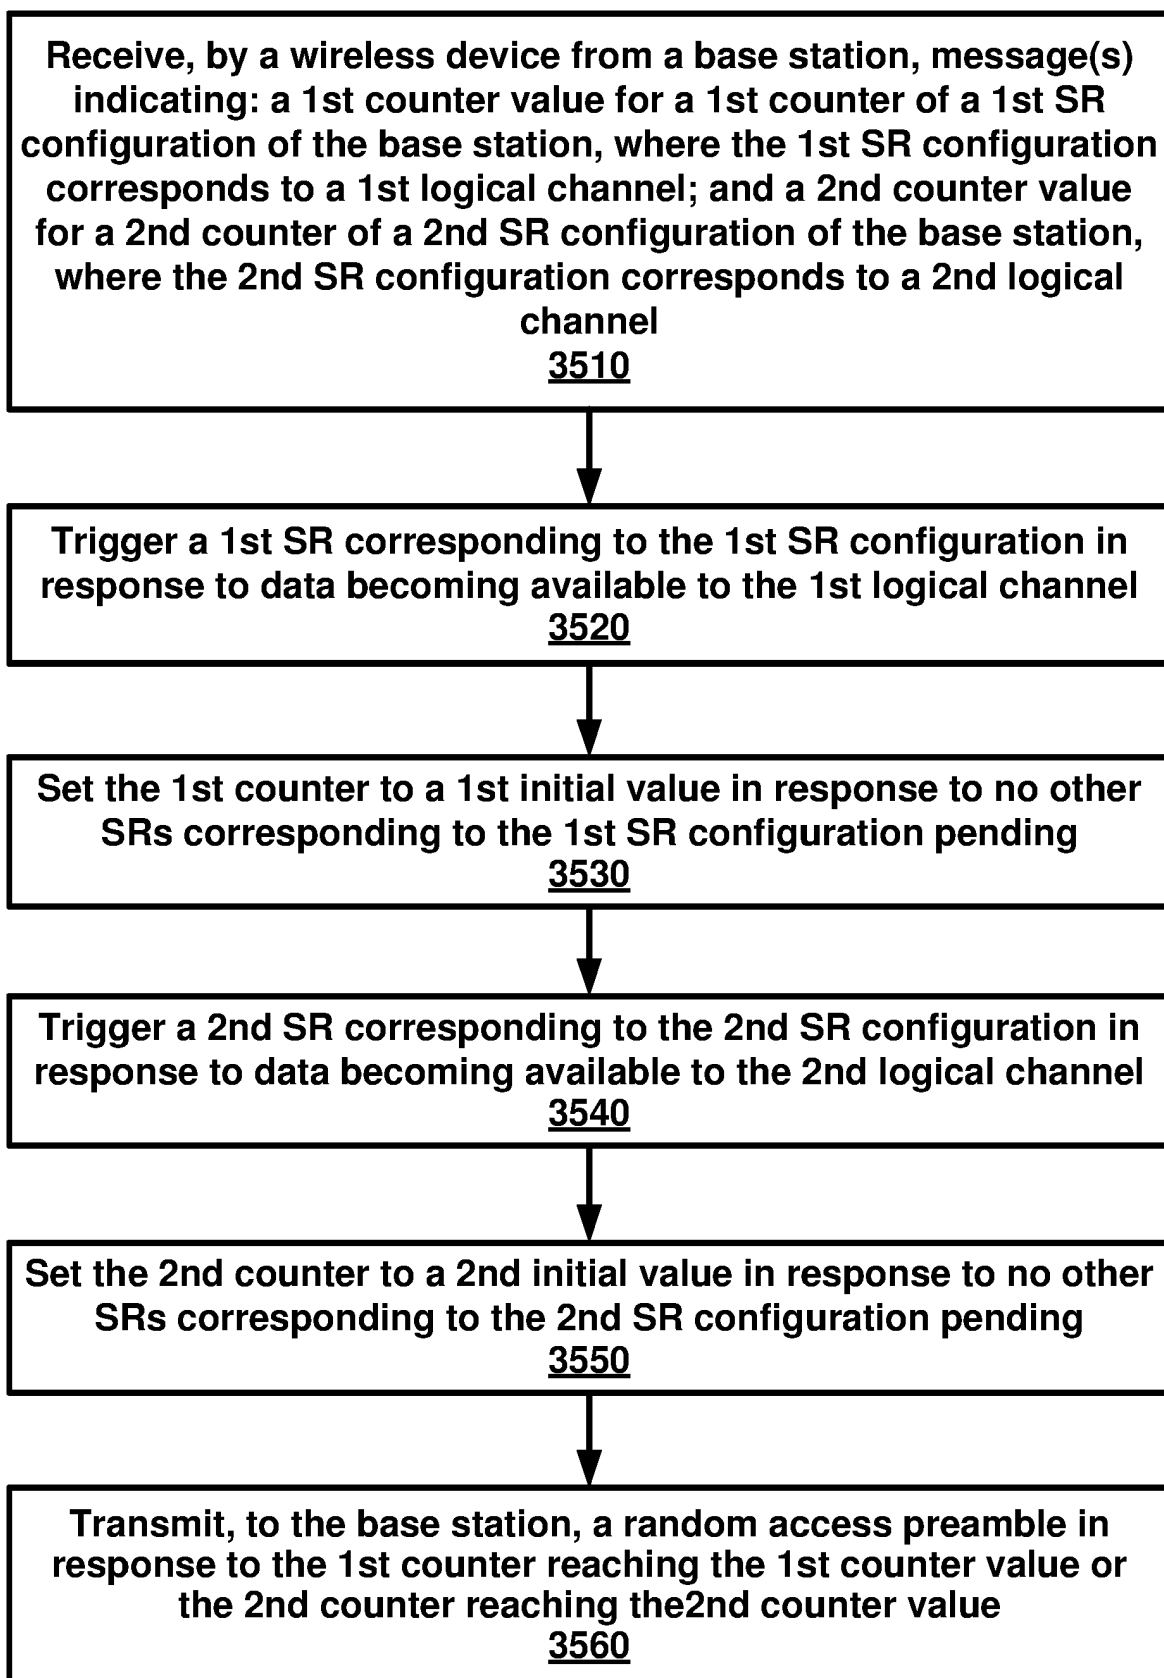 Receive, by a wireless device from a base station, message(s)
indicating: a 1st counter value for a 1st counter of a 1st SR
configuration of the base station, where the 1st SR configuration
corresponds to a 1st logical channel; and a 2nd counter value
for a 2nd counter of a 2nd SR configuration of the base station,
where the 2nd SR configuration corresponds to a 2nd logical
channel
3510
Trigger a 1st SR corresponding to the 1st SR configuration in
response to data becoming available to the 1st logical channel
3520
Set the 1st counter to a 1st initial value in response to no other
SRs corresponding to the 1st SR configuration pending
3530
Trigger a 2nd SR corresponding to the 2nd SR configuration in
response to data becoming available to the 2nd logical channel
3540
Set the 2nd counter to a 2nd initial value in response to no other
SRs corresponding to the 2nd SR configuration pending
3550
Transmit, to the base station, a random access preamble in
response to the 1st counter reaching the 1st counter value or
the 2nd counter reaching the2nd counter value
3560